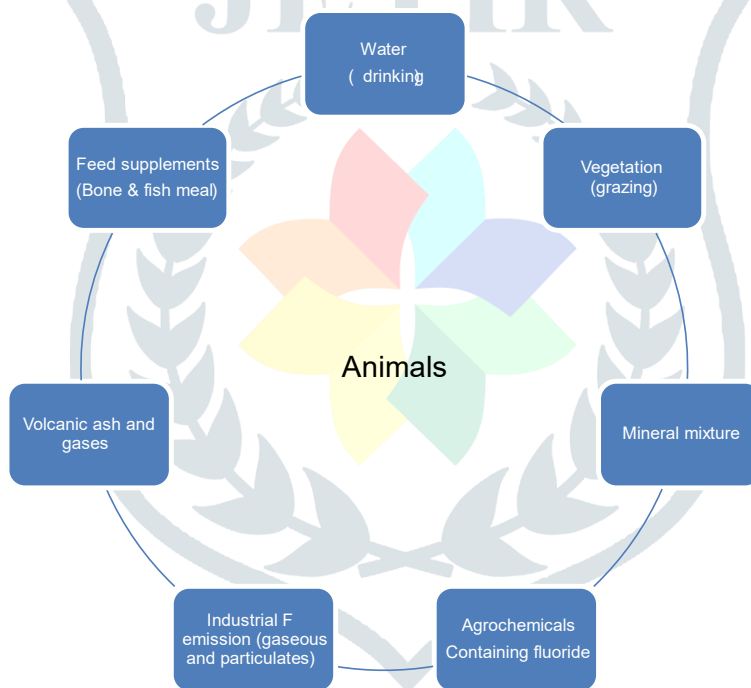 JETIR
Water
( drinking)
Feed supplements
(Bone & fish meal)
Vegetation
(grazing)
Animals
Volcanic ash and
gases
Mineral mixture
Industrial F
emission (gaseous
and particulates)
Agrochemicals
Containing fluoride